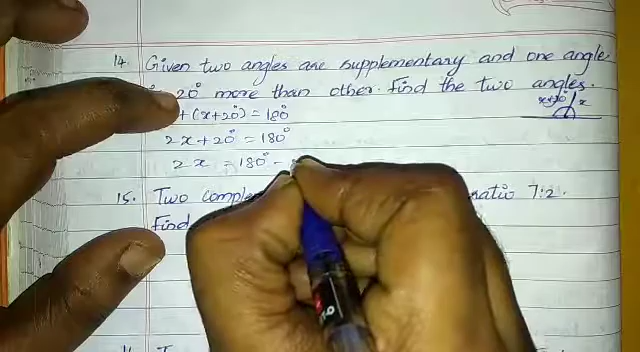 14. Given two angles are supplementary and one angle
20° more than other. Find the two angles.
+ (x+20°) = 180°
x+20° x
2x + 20° = 180°
2x = 180° -
15. Two ratio 7:2.
Find